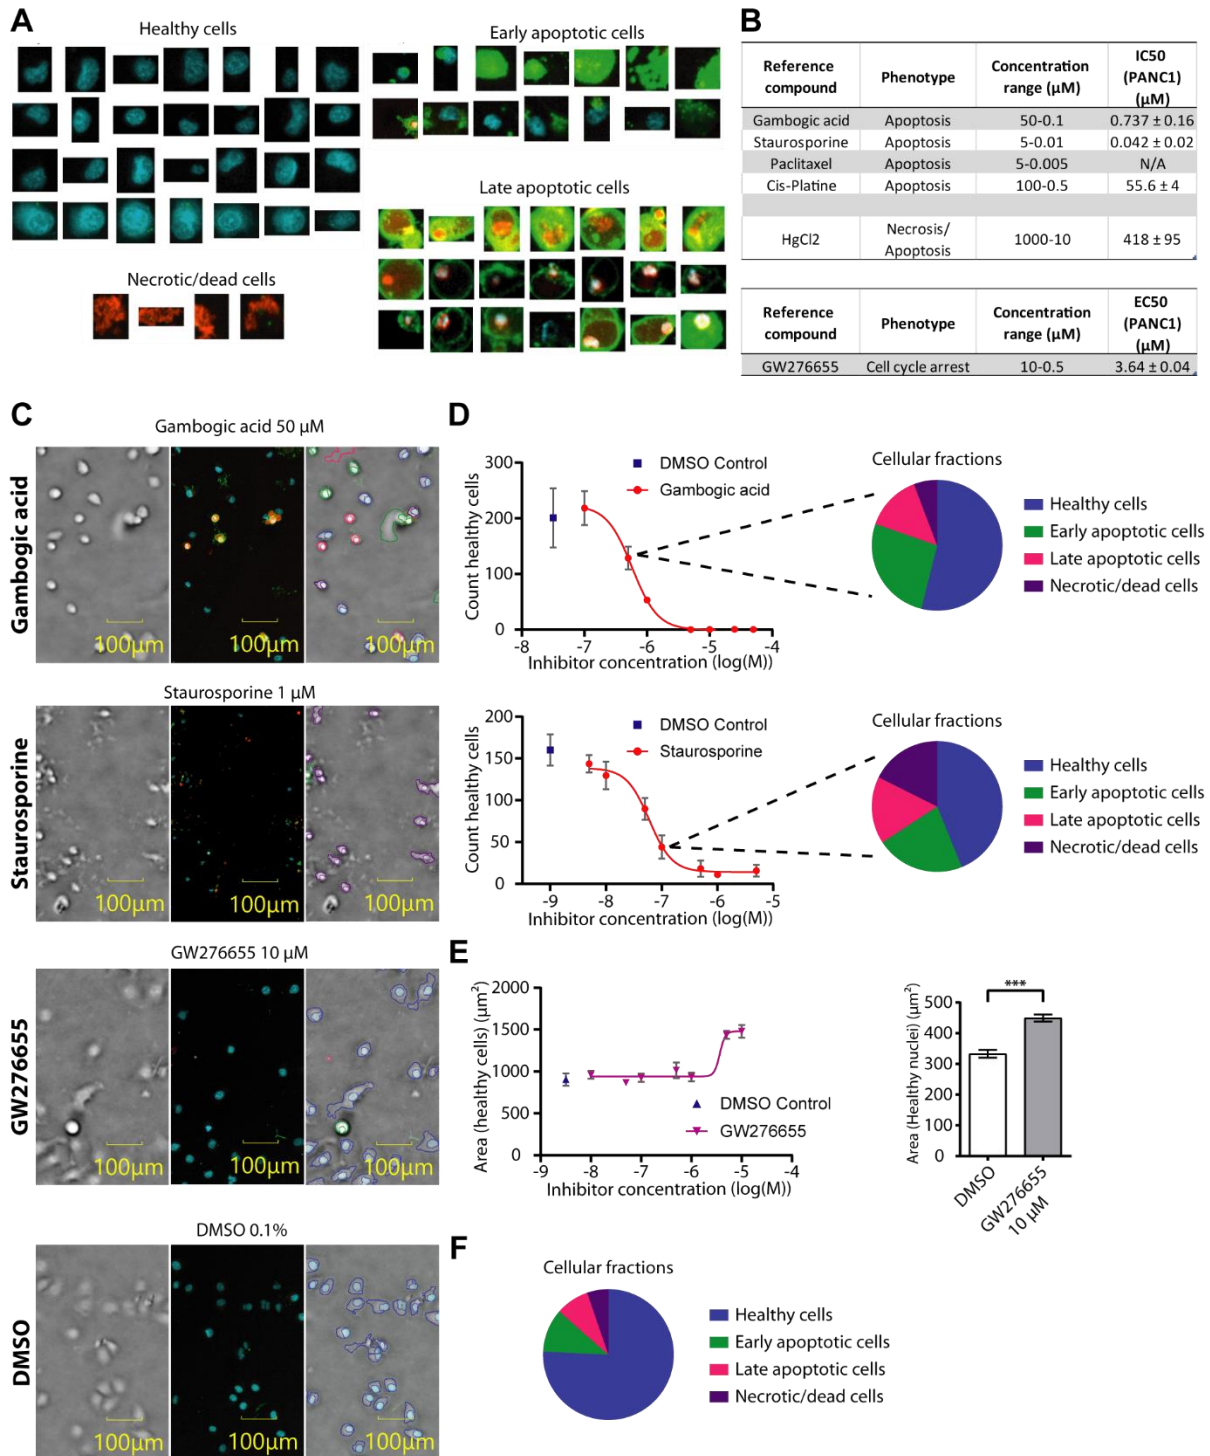 A
Healthy cells
Early apoptotic cells
Late apoptotic cells
Necrotic/dead cells
B
Reference compound Phenotype Concentration range (µM) IC50 (PANC1) (µM)
Gambogic acid Apoptosis 50-0.1 0.737 ± 0.16
Staurosporine Apoptosis 5-0.01 0.042 ± 0.02
Paclitaxel Apoptosis 5-0.005 N/A
Cis-Platine Apoptosis 100-0.5 55.6 ± 4
HgCl2 Necrosis/ Apoptosis 1000-10 418 ± 95
Reference compound Phenotype Concentration range (µM) EC50 (PANC1) (µM)
GW276655 Cell cycle arrest 10-0.5 3.64 ± 0.04
C
Gambogic acid 50 µM
Gambogic acid
100µm 100µm 100µm
Staurosporine 1 µM
Staurosporine
100µm 100µm 100µm
GW276655 10 µM
GW276655
100µm 100µm 100µm
DMSO 0.1%
DMSO
100µm 100µm 100µm
D
Count healthy cells
300
200
100
0
-8 -7 -6 -5 -4
Inhibitor concentration (log(M))
DMSO Control
Gambogic acid
Cellular fractions
Healthy cells
Early apoptotic cells
Late apoptotic cells
Necrotic/dead cells
Count healthy cells
200
150
100
50
0
-9 -8 -7 -6 -5
Inhibitor concentration (log(M))
DMSO Control
Staurosporine
Cellular fractions
Healthy cells
Early apoptotic cells
Late apoptotic cells
Necrotic/dead cells
E
Area (healthy cells) (µm²)
2000
1500
1000
500
0
-9 -8 -7 -6 -5 -4
Inhibitor concentration (log(M))
DMSO Control
GW276655
Area (Healthy nuclei) (µm²)
500
400
300
200
100
0
***
DMSO
GW276655
10 µM
F
Cellular fractions
Healthy cells
Early apoptotic cells
Late apoptotic cells
Necrotic/dead cells